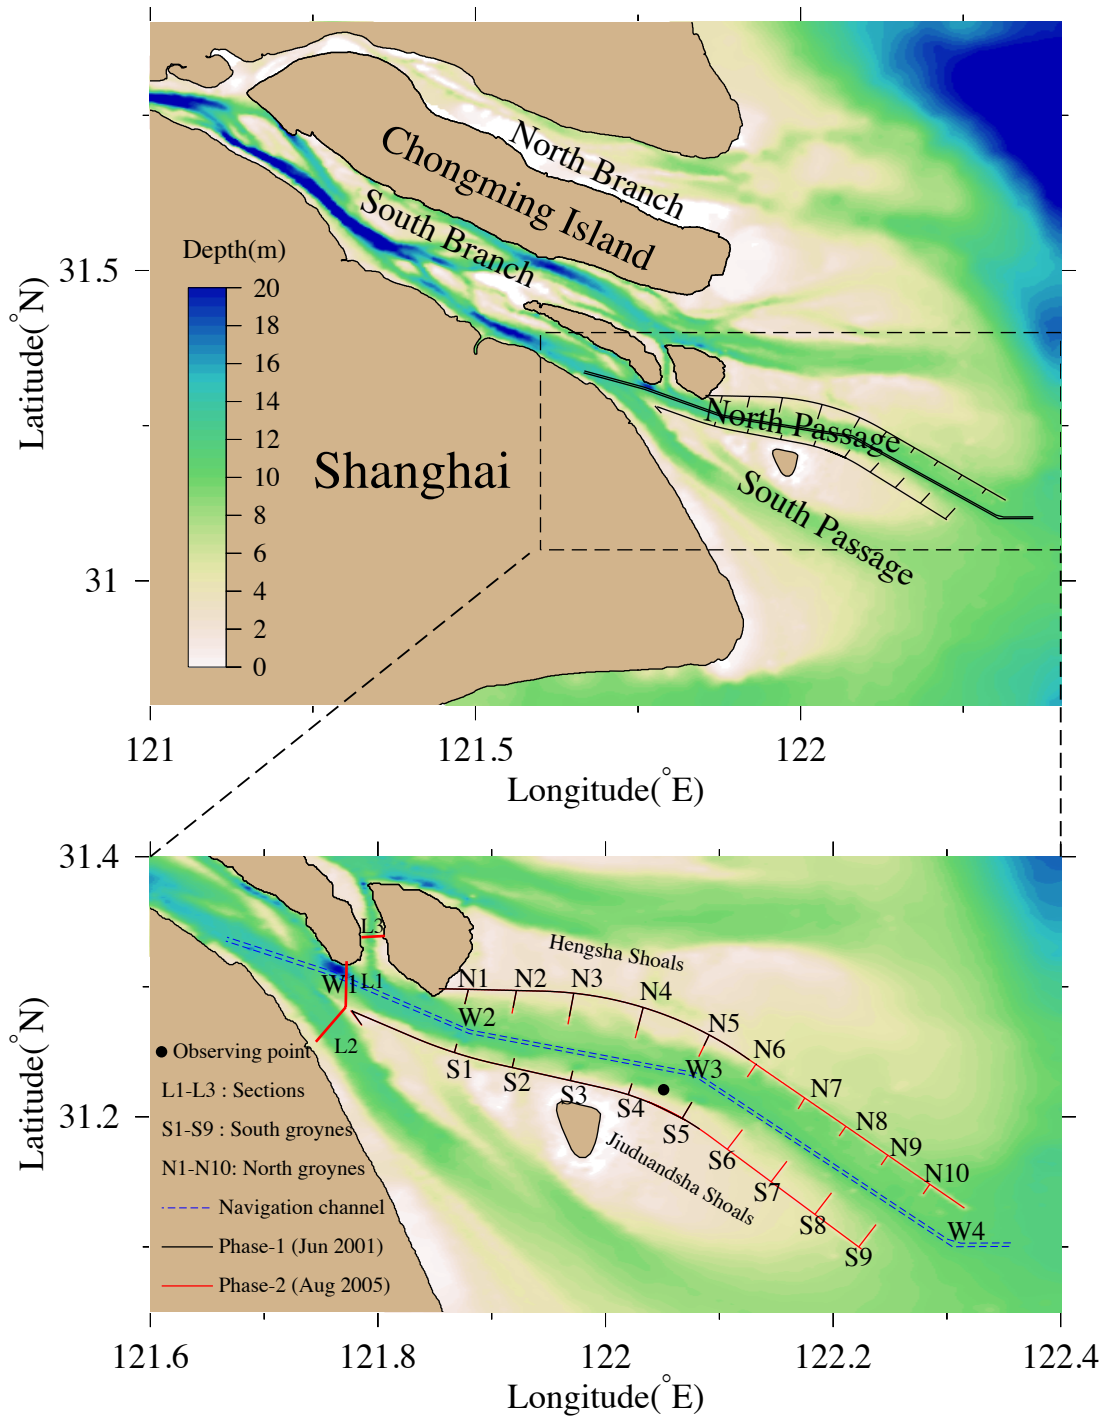 North Branch
Chongming Island
South Branch
Depth(m)
20
18
16
14
12
10
8
6
4
2
0
Shanghai
North Passage
South Passage
31.5
31
Latitude(°N)
121
121.5
122
Longitude(°E)
31.4
31.2
Latitude(°N)
L3
W1
L1
L2
Hengsha Shoals
N1
N2
N3
N4
N5
N6
N7
N8
N9
N10
W2
W3
W4
S1
S2
S3
S4
S5
S6
S7
S8
S9
Jiuduandsha Shoals
Observing point
L1-L3 : Sections
S1-S9 : South groynes
N1-N10: North groynes
Navigation channel
Phase-1 (Jun 2001)
Phase-2 (Aug 2005)
121.6
121.8
122
122.2
122.4
Longitude(°E)